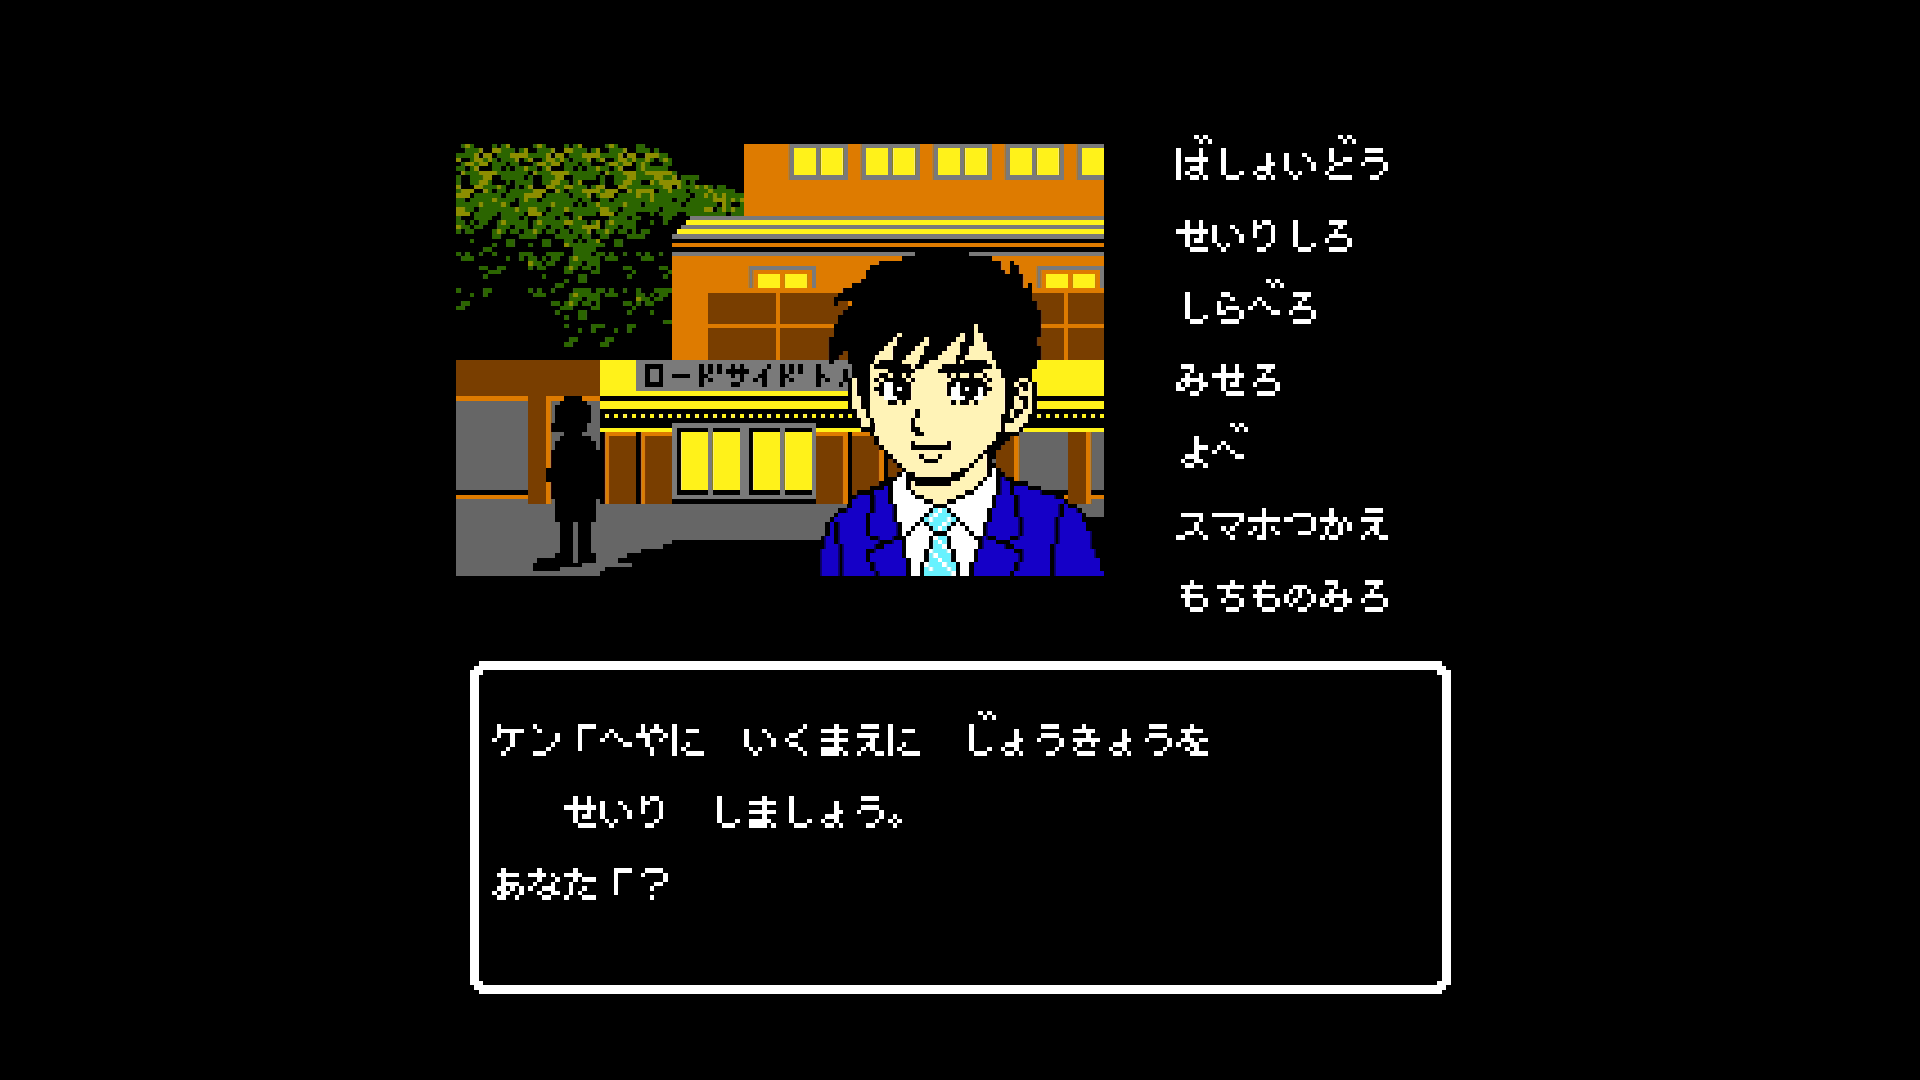 ロードサイド ト
ばしょいどう
せいりしろ
しらべろ
みせろ
よべ
スマホつかえ
もちものみろ
ケン「へやに いくまえに じょうきょうを
せいり しましょう。
あなた「?